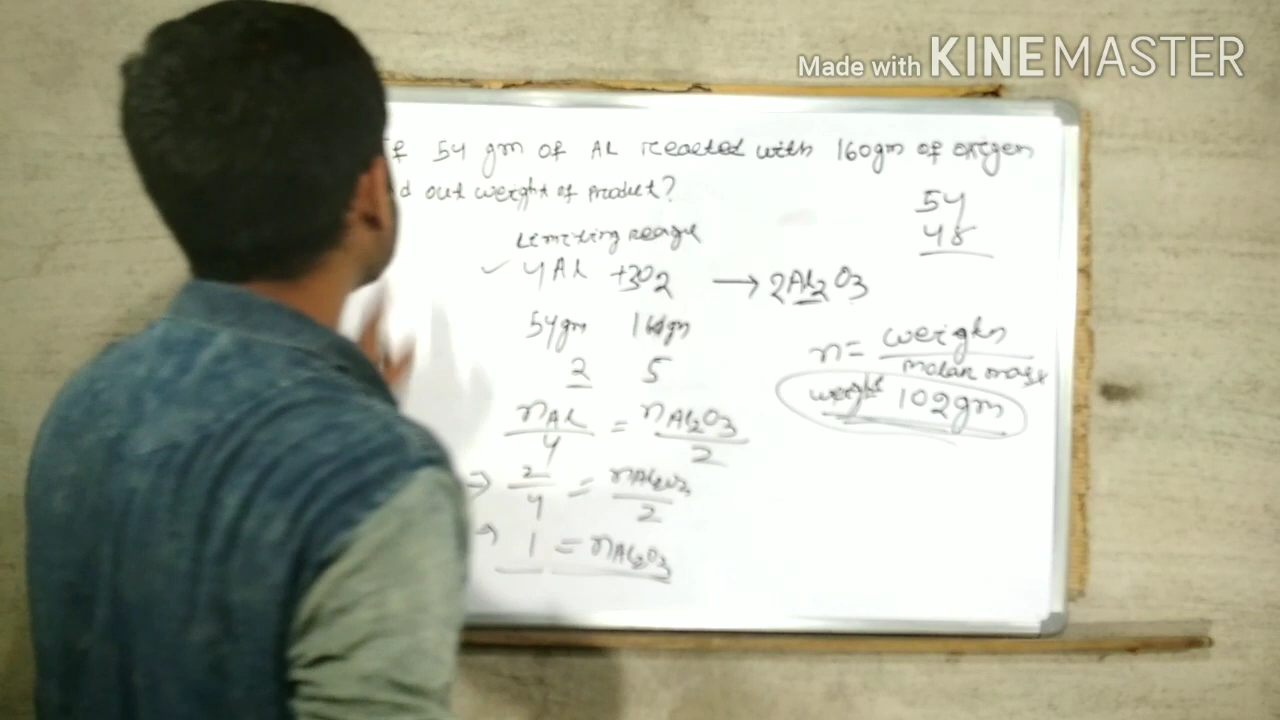 Made with KINEMASTER
f 54 gm of Al reacted with 160gm of oxigen
d out weight of product?
54
48
Limiting reage
✓ 4Al + 3O2 → 2Al2O3
54gm 160gm
2 5
n = weight / molar mass
weight 102gm
nAl / 4 = nAl2O3 / 2
→ 2 / 4 = nAl2O3 / 2
→ 1 = nAl2O3